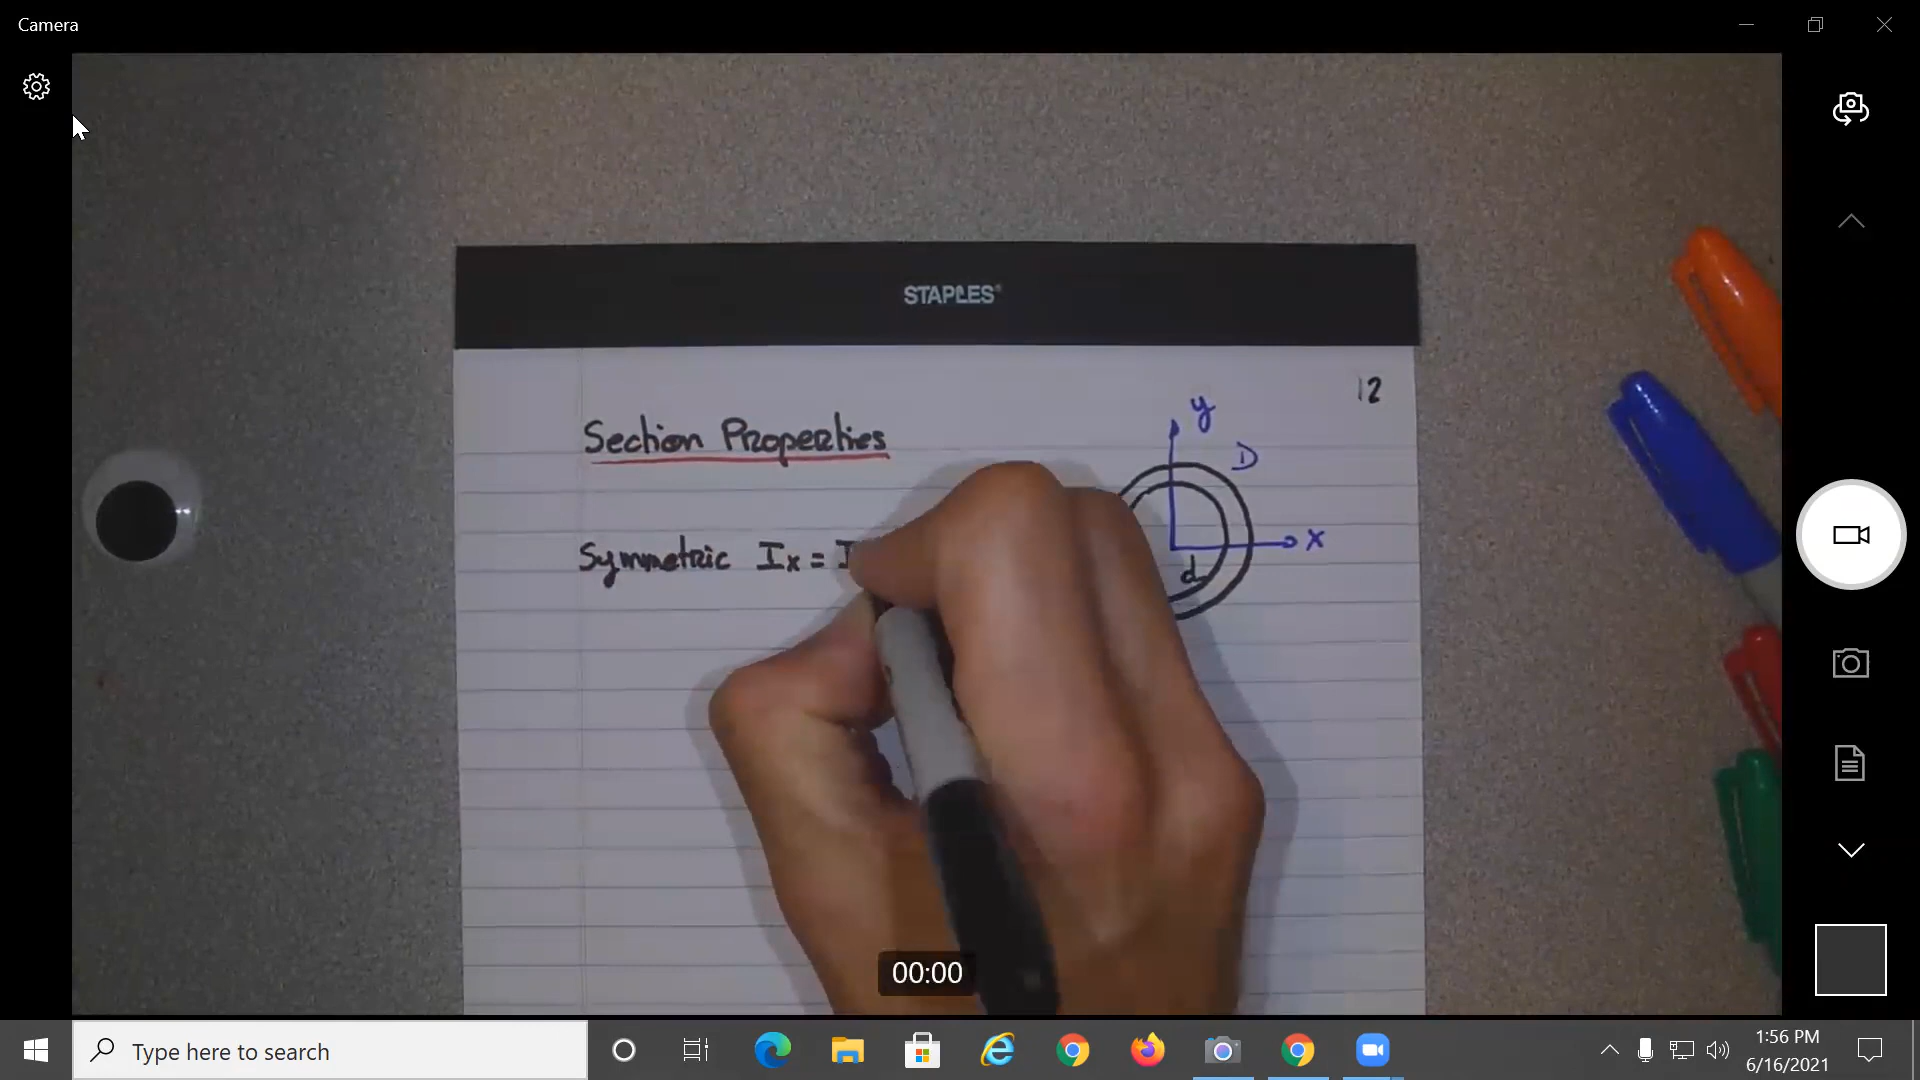 Camera
STAPLES
12
Section Properties
y
D
Symmetric Ix = I
x
d
00:00
Type here to search
1:56 PM
6/16/2021